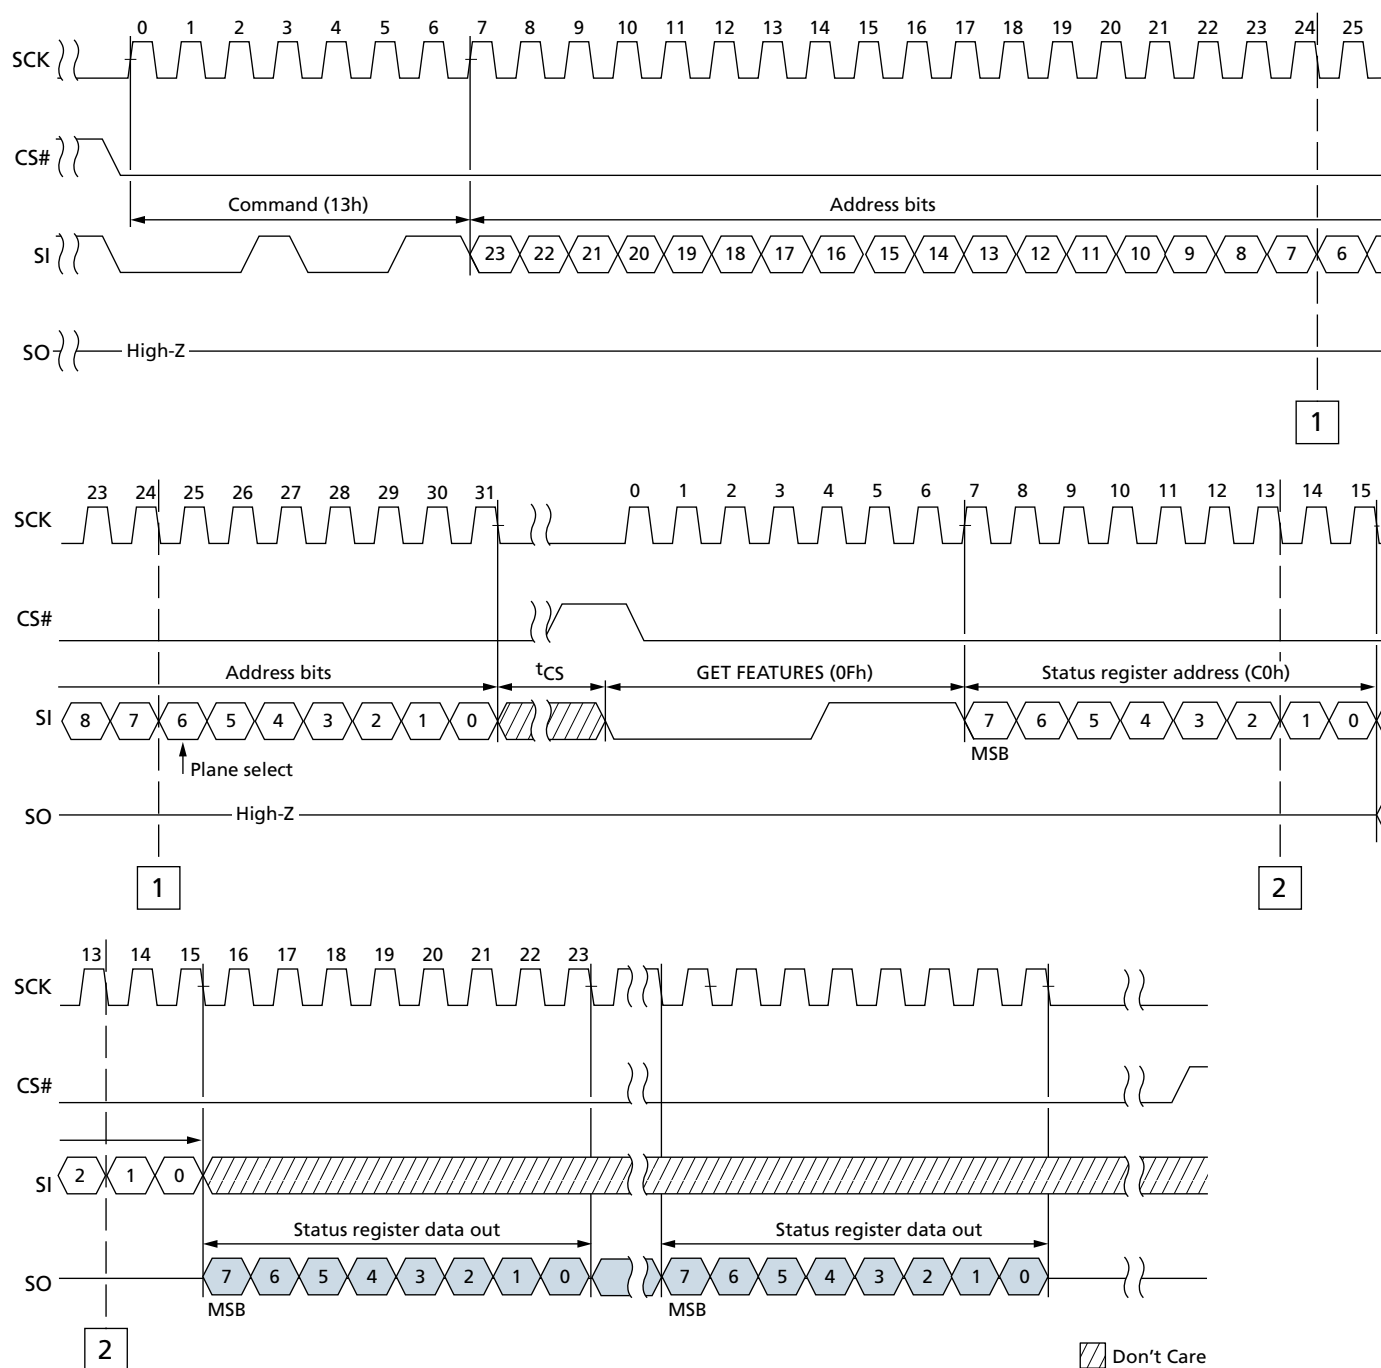 0 1 2 3 4 5 6 7 8 9 10 11 12 13 14 15 16 17 18 19 20 21 22 23 24 25
SCK
CS#
Command (13h) Address bits
SI 23 22 21 20 19 18 17 16 15 14 13 12 11 10 9 8 7 6
SO High-Z
1
23 24 25 26 27 28 29 30 31 0 1 2 3 4 5 6 7 8 9 10 11 12 13 14 15
SCK
CS#
Address bits tCS GET FEATURES (0Fh) Status register address (C0h)
SI 8 7 6 5 4 3 2 1 0 7 6 5 4 3 2 1 0
MSB
Plane select
SO High-Z
1 2
13 14 15 16 17 18 19 20 21 22 23
SCK
CS#
SI 2 1 0
Status register data out Status register data out
SO 7 6 5 4 3 2 1 0 7 6 5 4 3 2 1 0
MSB MSB
2
Don't Care